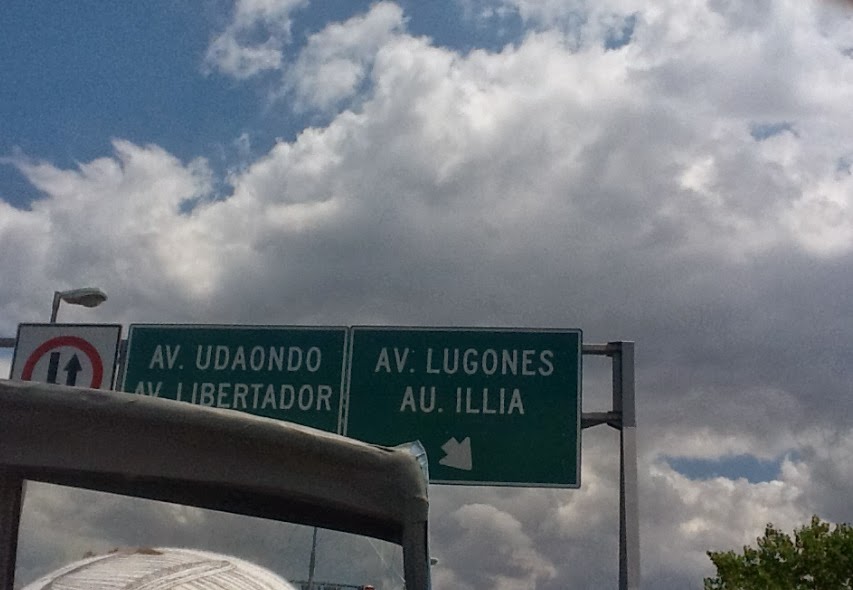 AV. UDAONDO
AV. LIBERTADOR
AV. LUGONES
AU. ILLIA